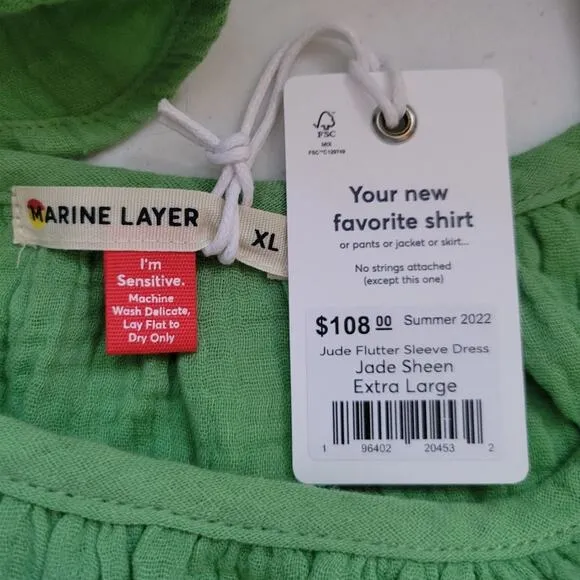 MARINE LAYER
XL
I'm
Sensitive.
Machine
Wash Delicate,
Lay Flat to
Dry Only
FSC
MIX
FSC™C199749
Your new
favorite shirt
or pants or jacket or skirt...
No strings attached
(except this one)
$108 00 Summer 2022
Jude Flutter Sleeve Dress
Jade Sheen
Extra Large
1 96402 20453 2